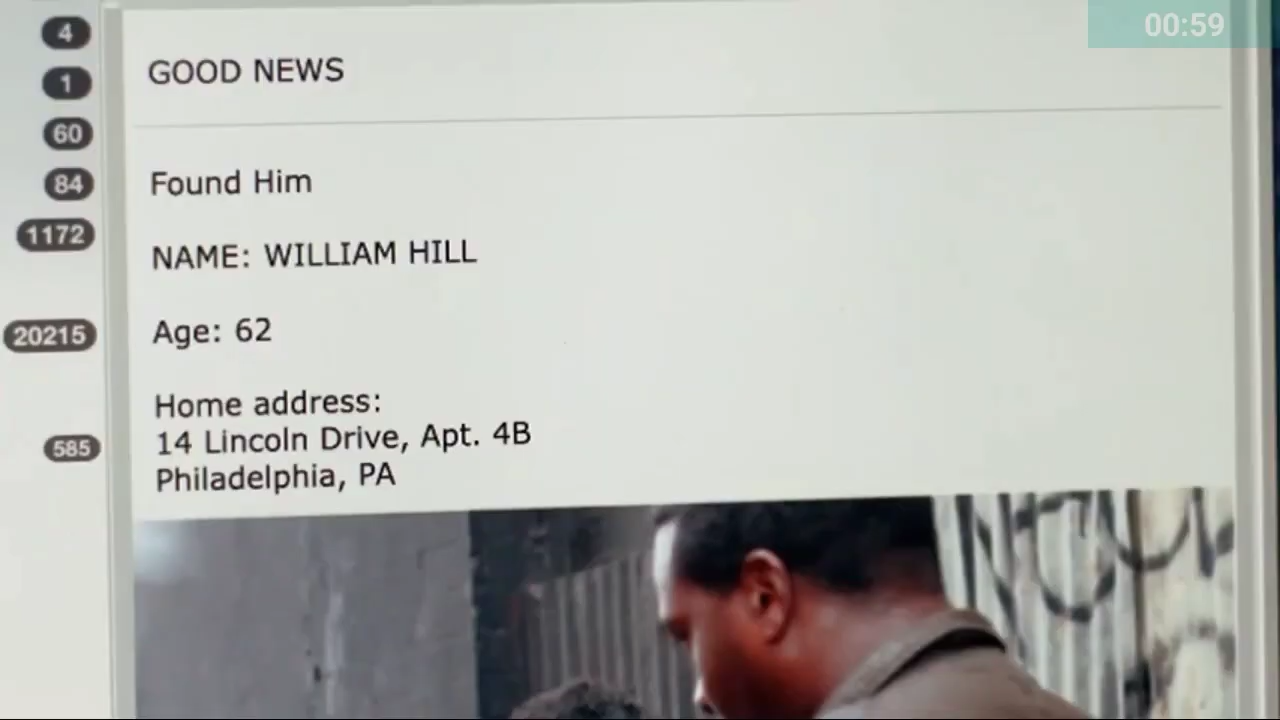 00:59
4
1
60
84
1172
20215
585
GOOD NEWS
Found Him
NAME: WILLIAM HILL
Age: 62
Home address:
14 Lincoln Drive, Apt. 4B
Philadelphia, PA